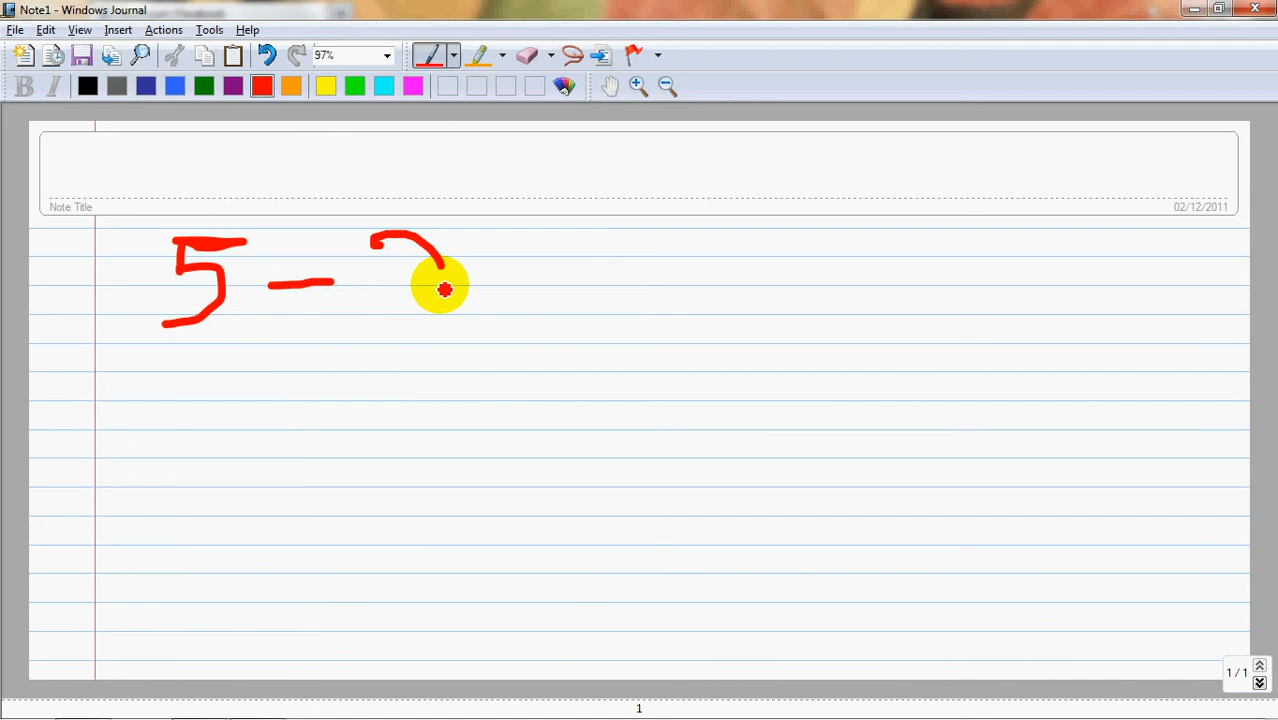 Note1 - Windows Journal
File Edit View Insert Actions Tools Help
97%
B I
Note Title
02/12/2011
5 -
1 / 1
1